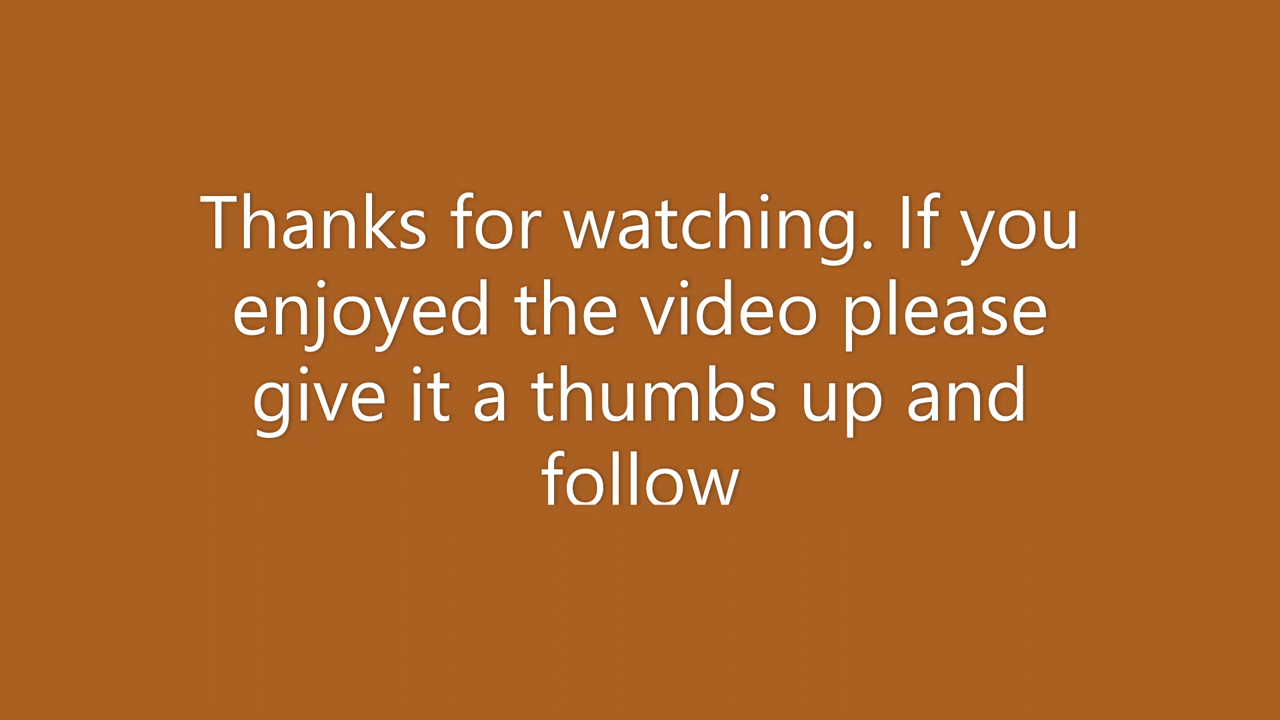 Thanks for watching. If you
enjoyed the video please
give it a thumbs up and
follow